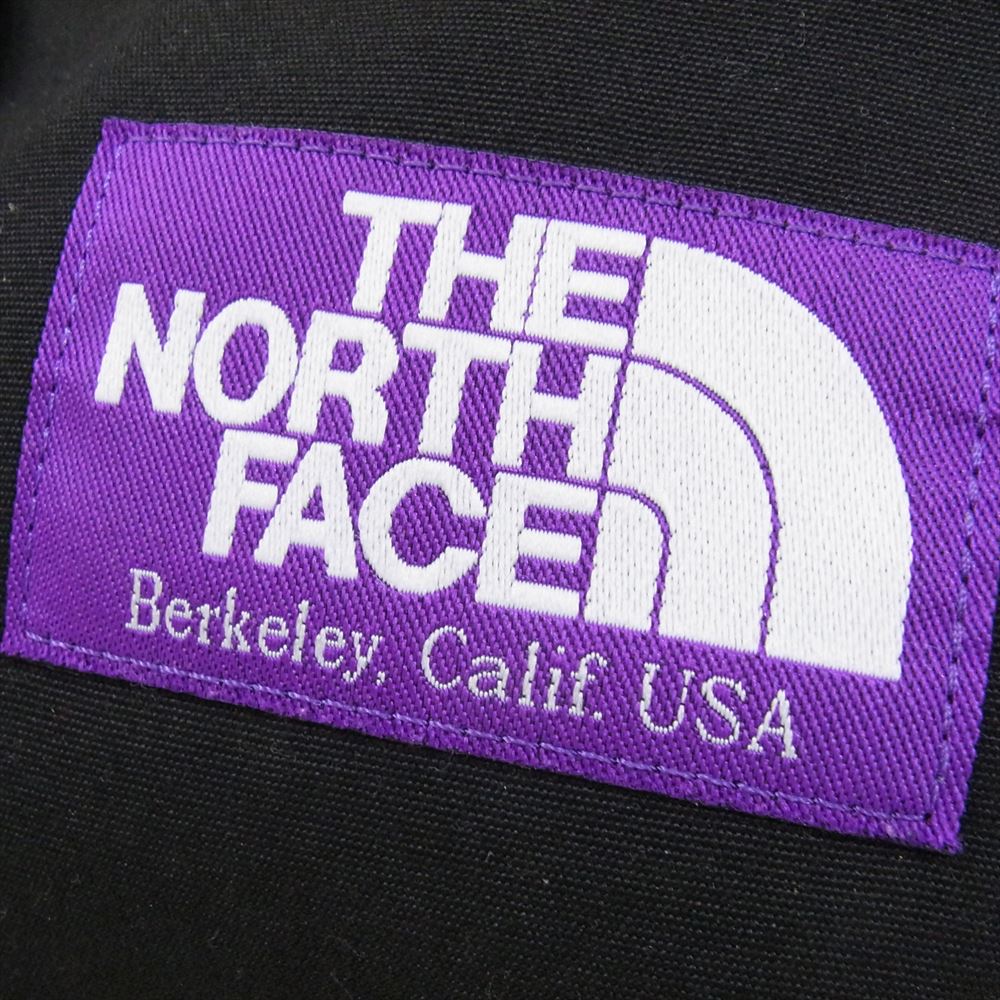 THE
NORTH
FACE
Berkeley, Calif. USA